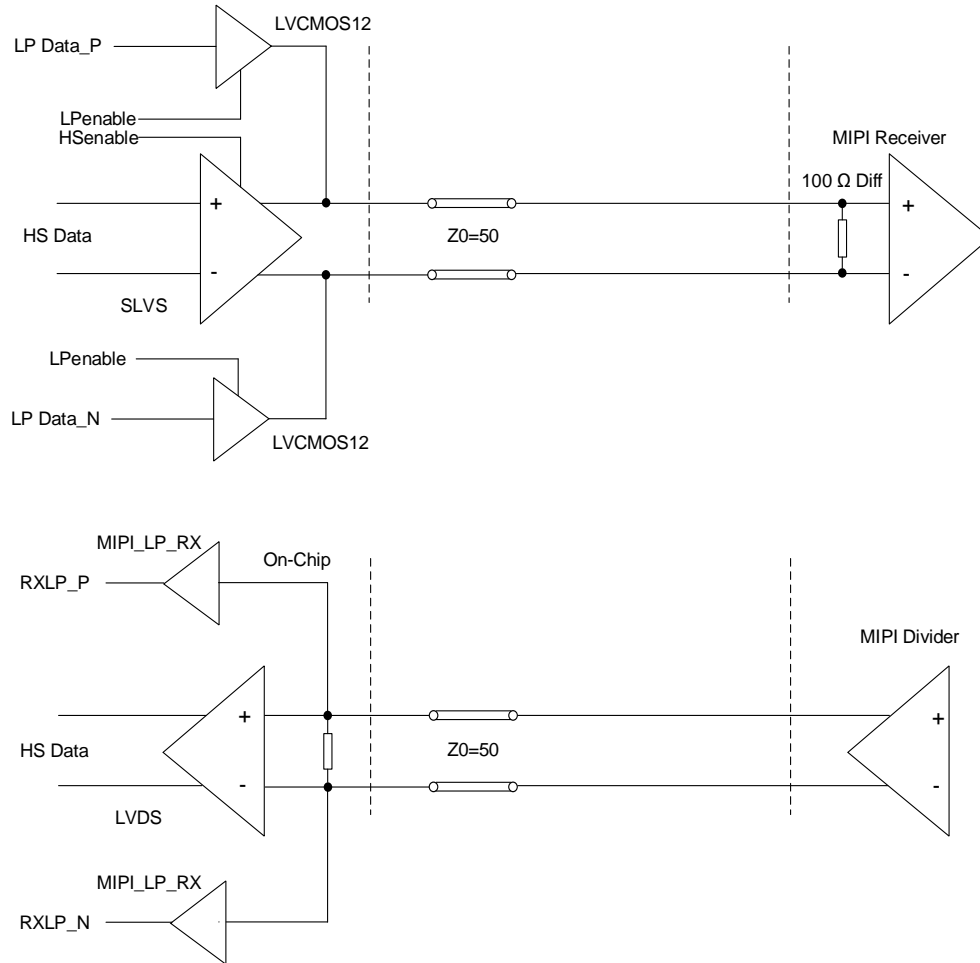 LVCMOS12
LP Data_P
LPenable
HSenable
MIPI Receiver
100 Ω Diff
+
+
HS Data
Z0=50
-
-
SLVS
LPenable
LP Data_N
LVCMOS12
MIPI_LP_RX
On-Chip
RXLP_P
MIPI Divider
+
+
HS Data
Z0=50
-
-
LVDS
MIPI_LP_RX
RXLP_N